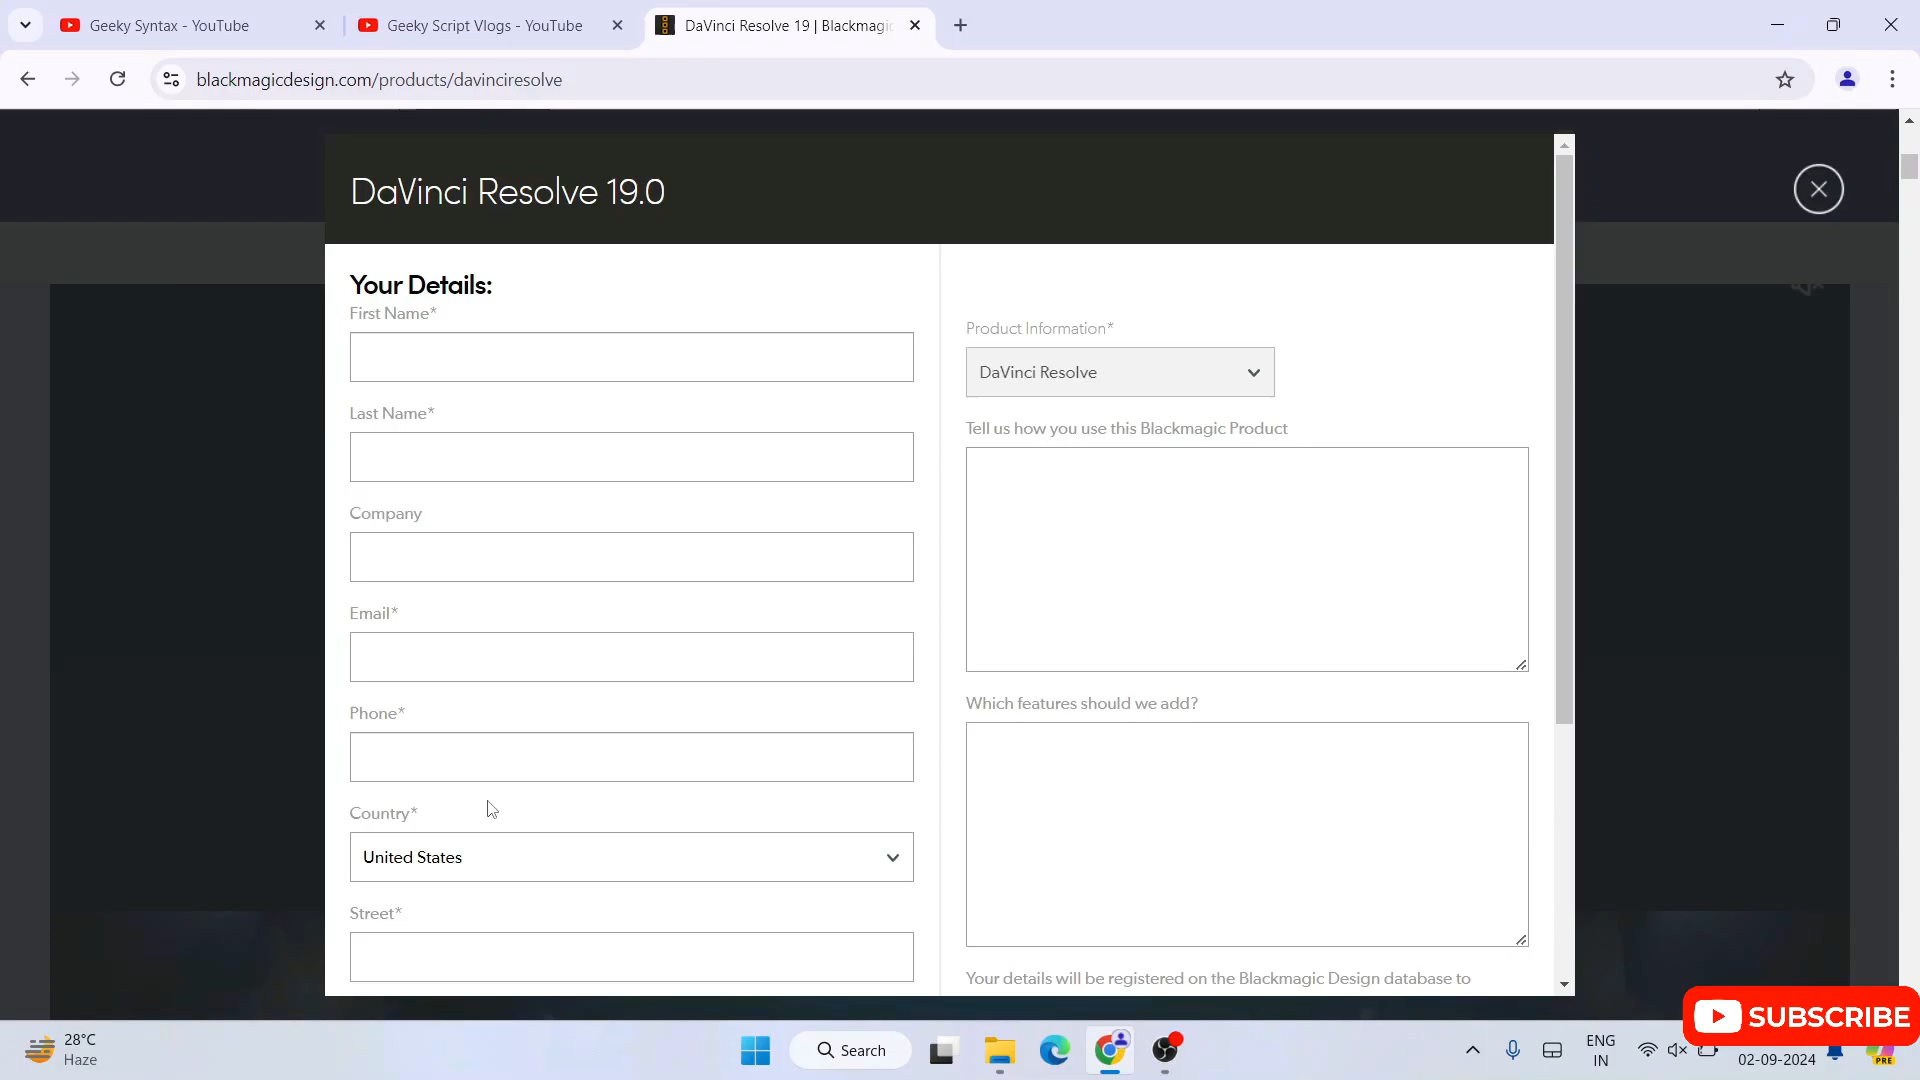 Geeky Syntax - YouTube
Geeky Script Vlogs - YouTube
DaVinci Resolve 19 | Blackmagic
blackmagicdesign.com/products/davinciresolve
DaVinci Resolve 19.0
Your Details:
First Name*
Last Name*
Company
Email*
Phone*
Country*
United States
Street*
Product Information*
DaVinci Resolve
Tell us how you use this Blackmagic Product
Which features should we add?
Your details will be registered on the Blackmagic Design database to
SUBSCRIBE
28°C
Haze
Search
ENG
IN
02-09-2024
PRE